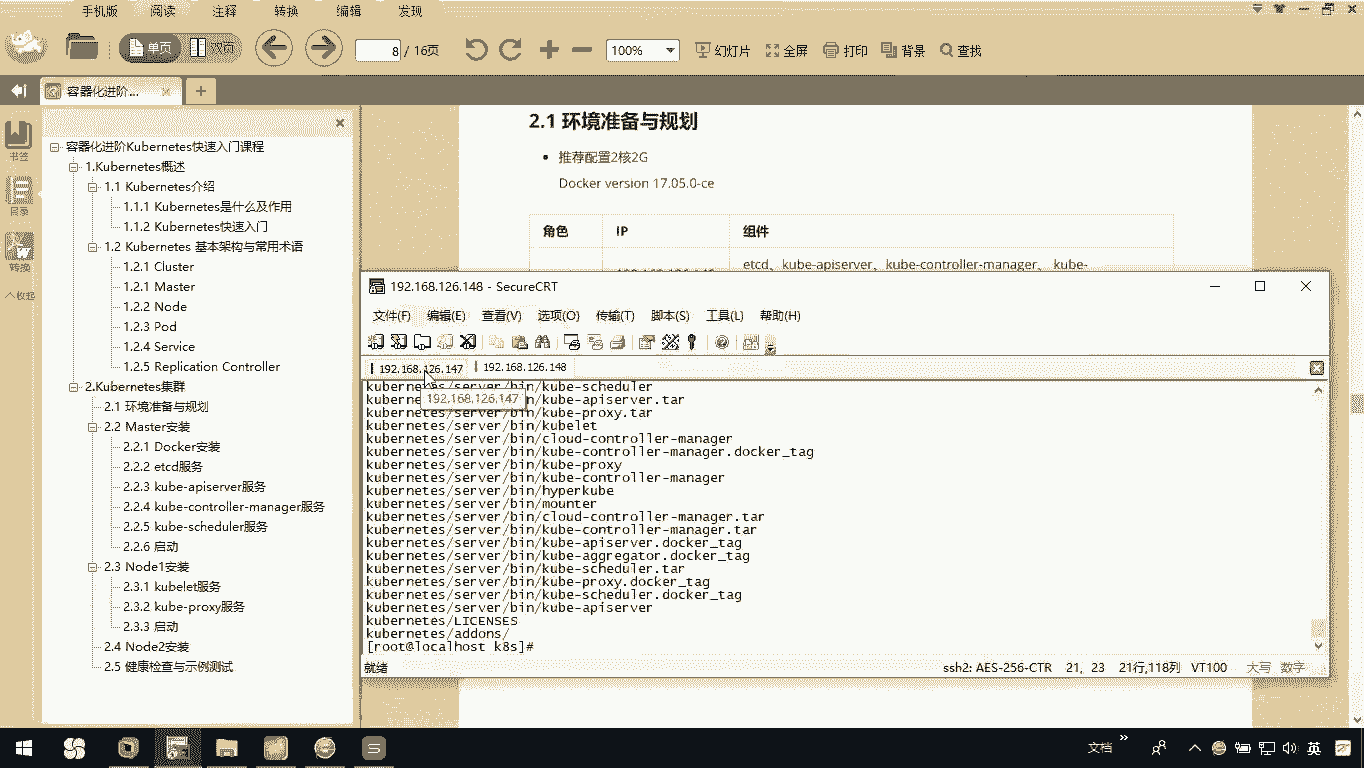 手机版 阅读 注释 转换 编辑 发现
单页 双页 8 / 16页 100% 幻灯片 全屏 打印 背景 查找
容器化进阶...
书签
目录
转换
收起
容器化进阶Kubernetes快速入门课程
1.Kubernetes概述
1.1 Kubernetes介绍
1.1.1 Kubernetes是什么及作用
1.1.2 Kubernetes快速入门
1.2 Kubernetes 基本架构与常用术语
1.2.1 Cluster
1.2.1 Master
1.2.2 Node
1.2.3 Pod
1.2.4 Service
1.2.5 Replication Controller
2.Kubernetes集群
2.1 环境准备与规划
2.2 Master安装
2.2.1 Docker安装
2.2.2 etcd服务
2.2.3 kube-apiserver服务
2.2.4 kube-controller-manager服务
2.2.5 kube-scheduler服务
2.2.6 启动
2.3 Node1安装
2.3.1 kubelet服务
2.3.2 kube-proxy服务
2.3.3 启动
2.4 Node2安装
2.5 健康检查与示例测试
2.1 环境准备与规划
推荐配置2核2G
Docker version 17.05.0-ce
角色 IP 组件
etcd、kube-apiserver、kube-controller-manager、 kube-
192.168.126.148 - SecureCRT
文件(F) 编辑(E) 查看(V) 选项(O) 传输(T) 脚本(S) 工具(L) 帮助(H)
192.168.126.147 192.168.126.148
192.168.126.147
kubernetes/server/bin/kube-scheduler
kubernetes/server/bin/kube-apiserver.tar
kubernetes/server/bin/kube-proxy.tar
kubernetes/server/bin/kubelet
kubernetes/server/bin/cloud-controller-manager
kubernetes/server/bin/kube-controller-manager.docker_tag
kubernetes/server/bin/kube-proxy
kubernetes/server/bin/kube-controller-manager
kubernetes/server/bin/hyperkube
kubernetes/server/bin/mounter
kubernetes/server/bin/cloud-controller-manager.tar
kubernetes/server/bin/kube-controller-manager.tar
kubernetes/server/bin/kube-apiserver.docker_tag
kubernetes/server/bin/kube-aggregator.docker_tag
kubernetes/server/bin/kube-scheduler.tar
kubernetes/server/bin/kube-proxy.docker_tag
kubernetes/server/bin/kube-scheduler.docker_tag
kubernetes/server/bin/kube-apiserver
kubernetes/LICENSES
kubernetes/addons/
[root@localhost k8s]#
就绪 ssh2: AES-256-CTR 21, 23 21行,118列 VT100 大写 数字
文档 英